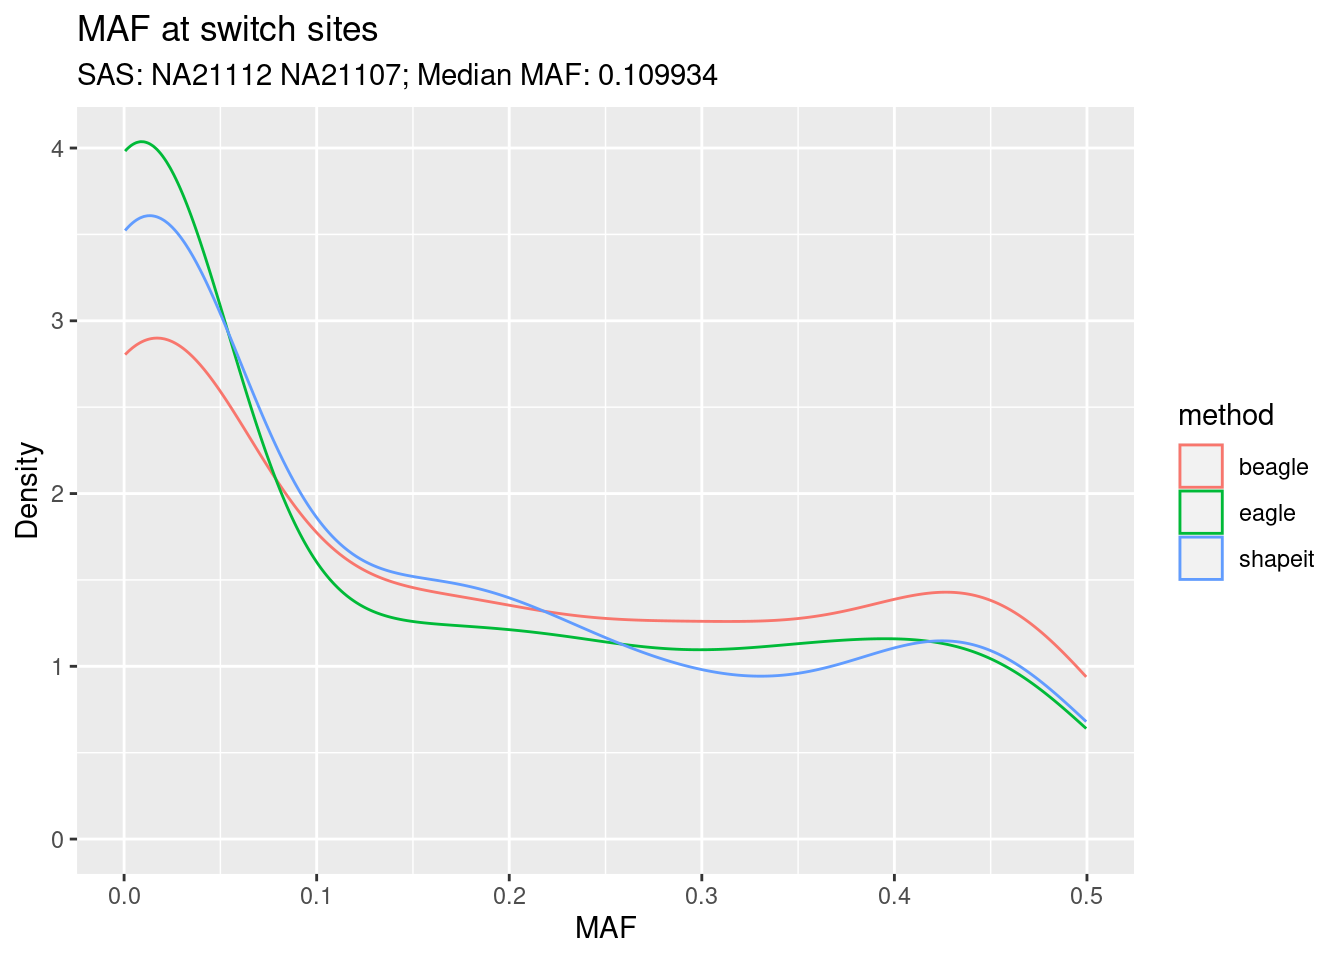 MAF at switch sites
SAS: NA21112 NA21107; Median MAF: 0.109934
4
3
2
1
0
Density
0.0 0.1 0.2 0.3 0.4 0.5
MAF
method
beagle
eagle
shapeit